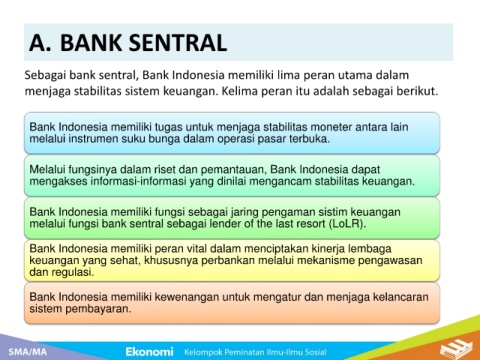 A. BANK SENTRAL
Sebagai bank sentral, Bank Indonesia memiliki lima peran utama dalam
menjaga stabilitas sistem keuangan. Kelima peran itu adalah sebagai berikut.
Bank Indonesia memiliki tugas untuk menjaga stabilitas moneter antara lain
melalui instrumen suku bunga dalam operasi pasar terbuka.
Melalui fungsinya dalam riset dan pemantauan, Bank Indonesia dapat
mengakses informasi-informasi yang dinilai mengancam stabilitas keuangan.
Bank Indonesia memiliki fungsi sebagai jaring pengaman sistim keuangan
melalui fungsi bank sentral sebagai lender of the last resort (LoLR).
Bank Indonesia memiliki peran vital dalam menciptakan kinerja lembaga
keuangan yang sehat, khususnya perbankan melalui mekanisme pengawasan
dan regulasi.
Bank Indonesia memiliki kewenangan untuk mengatur dan menjaga kelancaran
sistem pembayaran.
SMA/MA Ekonomi Kelompok Peminatan Ilmu-Ilmu Sosial